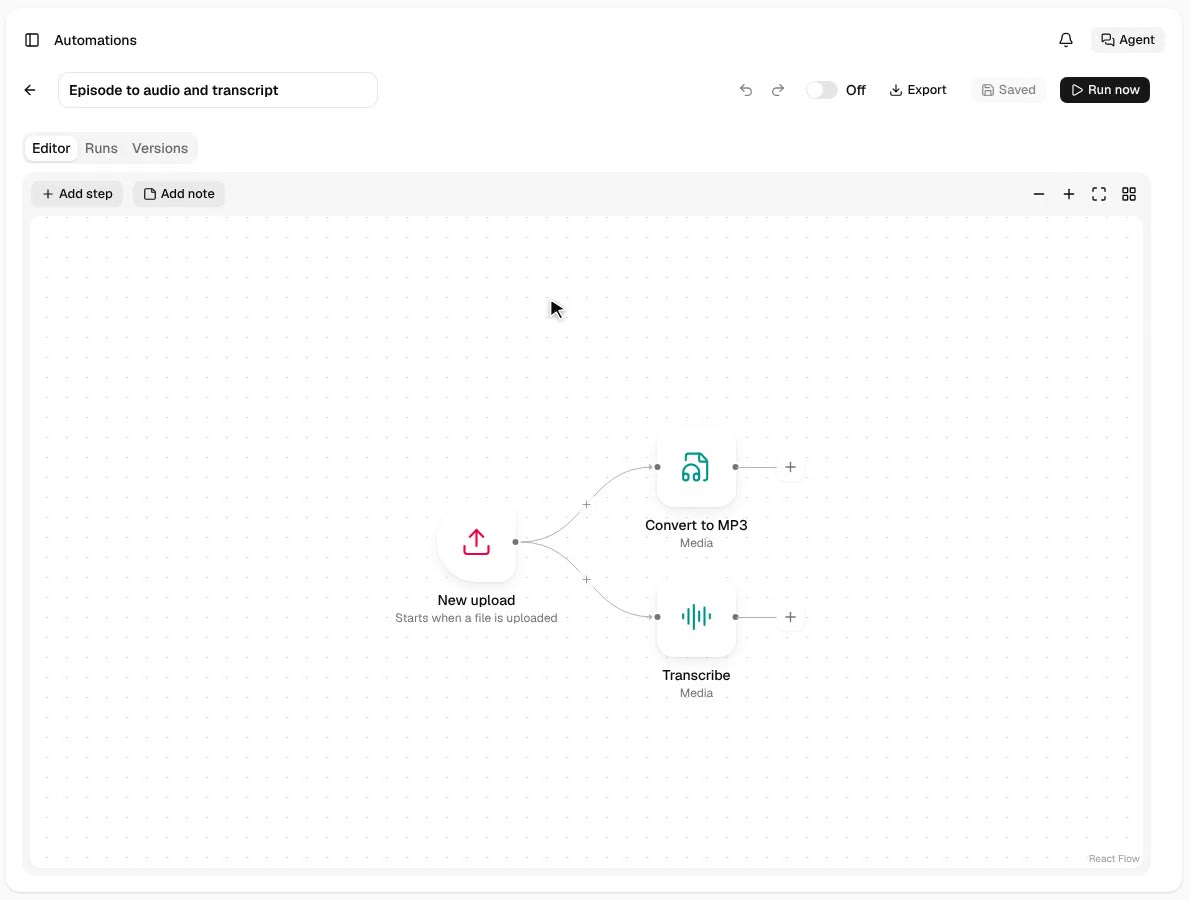 Automations
Agent
Episode to audio and transcript
Off
Export
Saved
Run now
Editor
Runs
Versions
Add step
Add note
Convert to MP3
Media
New upload
Starts when a file is uploaded
Transcribe
Media
React Flow